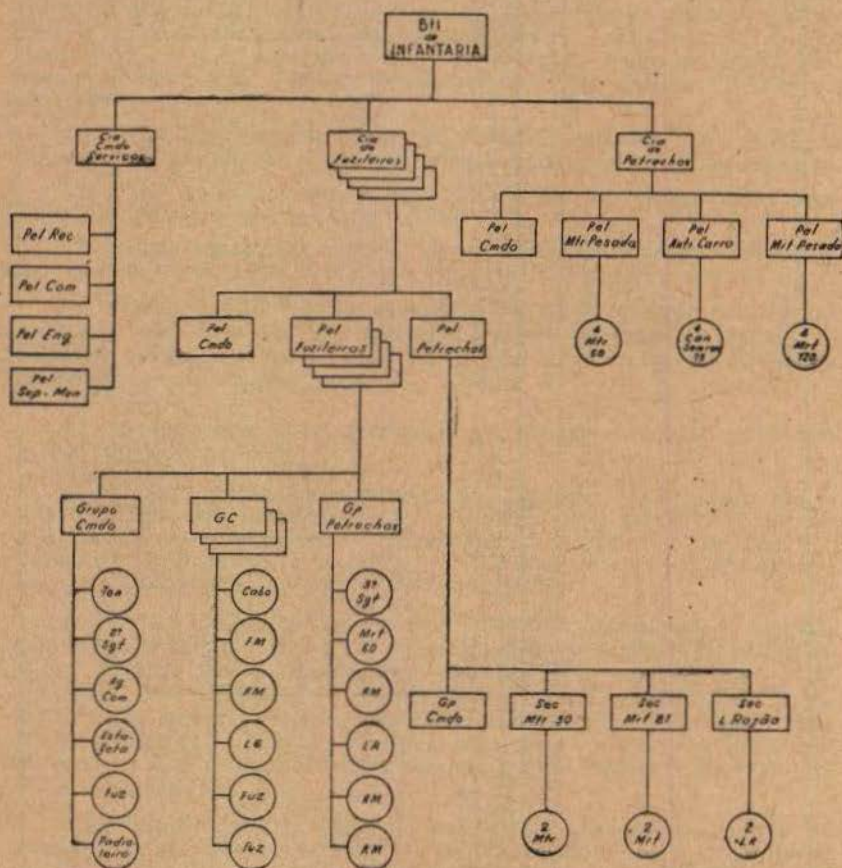 Btl
de
INFANTARIA
Cia
Cmdo
Serviços
Cia
de
Fuzileiros
Cia
de
Petrechos
Pel Rec
Pel Com
Pel Eng
Pel
Sup. Man
Pel
Cmdo
Pel
Mtr Pesada
Pel
Anti Carro
Pel
Mrt Pesado
4
Mtr
4
Can
4
Mrt
120
Pel
Cmdo
Pel
Fuzileiros
Pel
Petrechos
Grupo
Cmdo
GC
Gp
Petrechos
Ten
2º
Sgt
Ag
Com
Esta-
feta
Fuz
Padio
leiro
Cabo
FM
RM
LG
Fuz
Fuz
3º
Sgt
Mrt
60
RM
LR
RM
RM
Gp
Cmdo
Sec
Mtr 30
Sec
Mrt 81
Sec
L. Rojão
2
Mtr
2
Mrt
2
LR